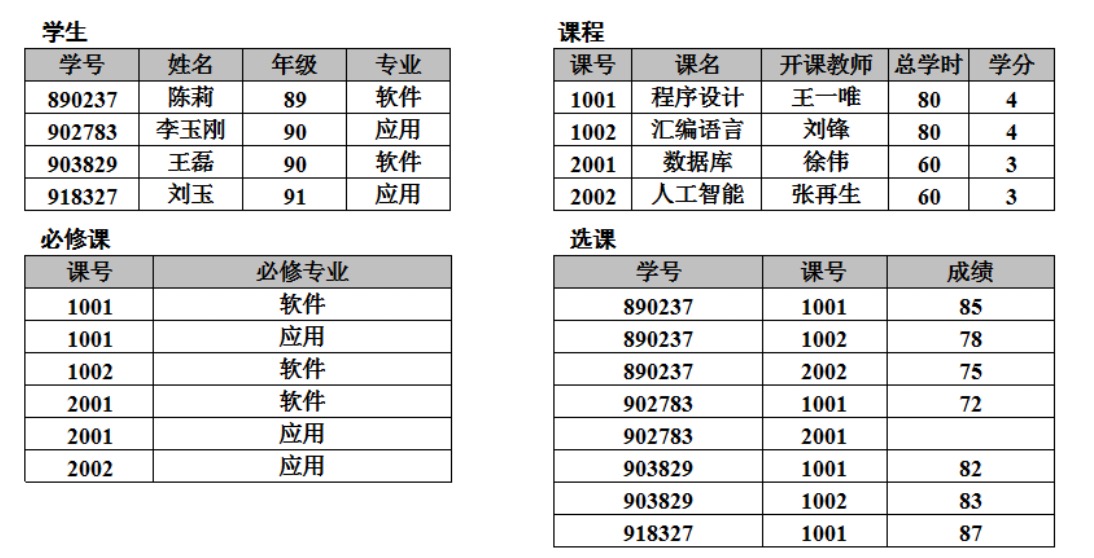 学生
学号 姓名 年级 专业
890237 陈莉 89 软件
902783 李玉刚 90 应用
903829 王磊 90 软件
918327 刘玉 91 应用
课程
课号 课名 开课教师 总学时 学分
1001 程序设计 王一唯 80 4
1002 汇编语言 刘锋 80 4
2001 数据库 徐伟 60 3
2002 人工智能 张再生 60 3
必修课
课号 必修专业
1001 软件
1001 应用
1002 软件
2001 软件
2001 应用
2002 应用
选课
学号 课号 成绩
890237 1001 85
890237 1002 78
890237 2002 75
902783 1001 72
902783 2001
903829 1001 82
903829 1002 83
918327 1001 87